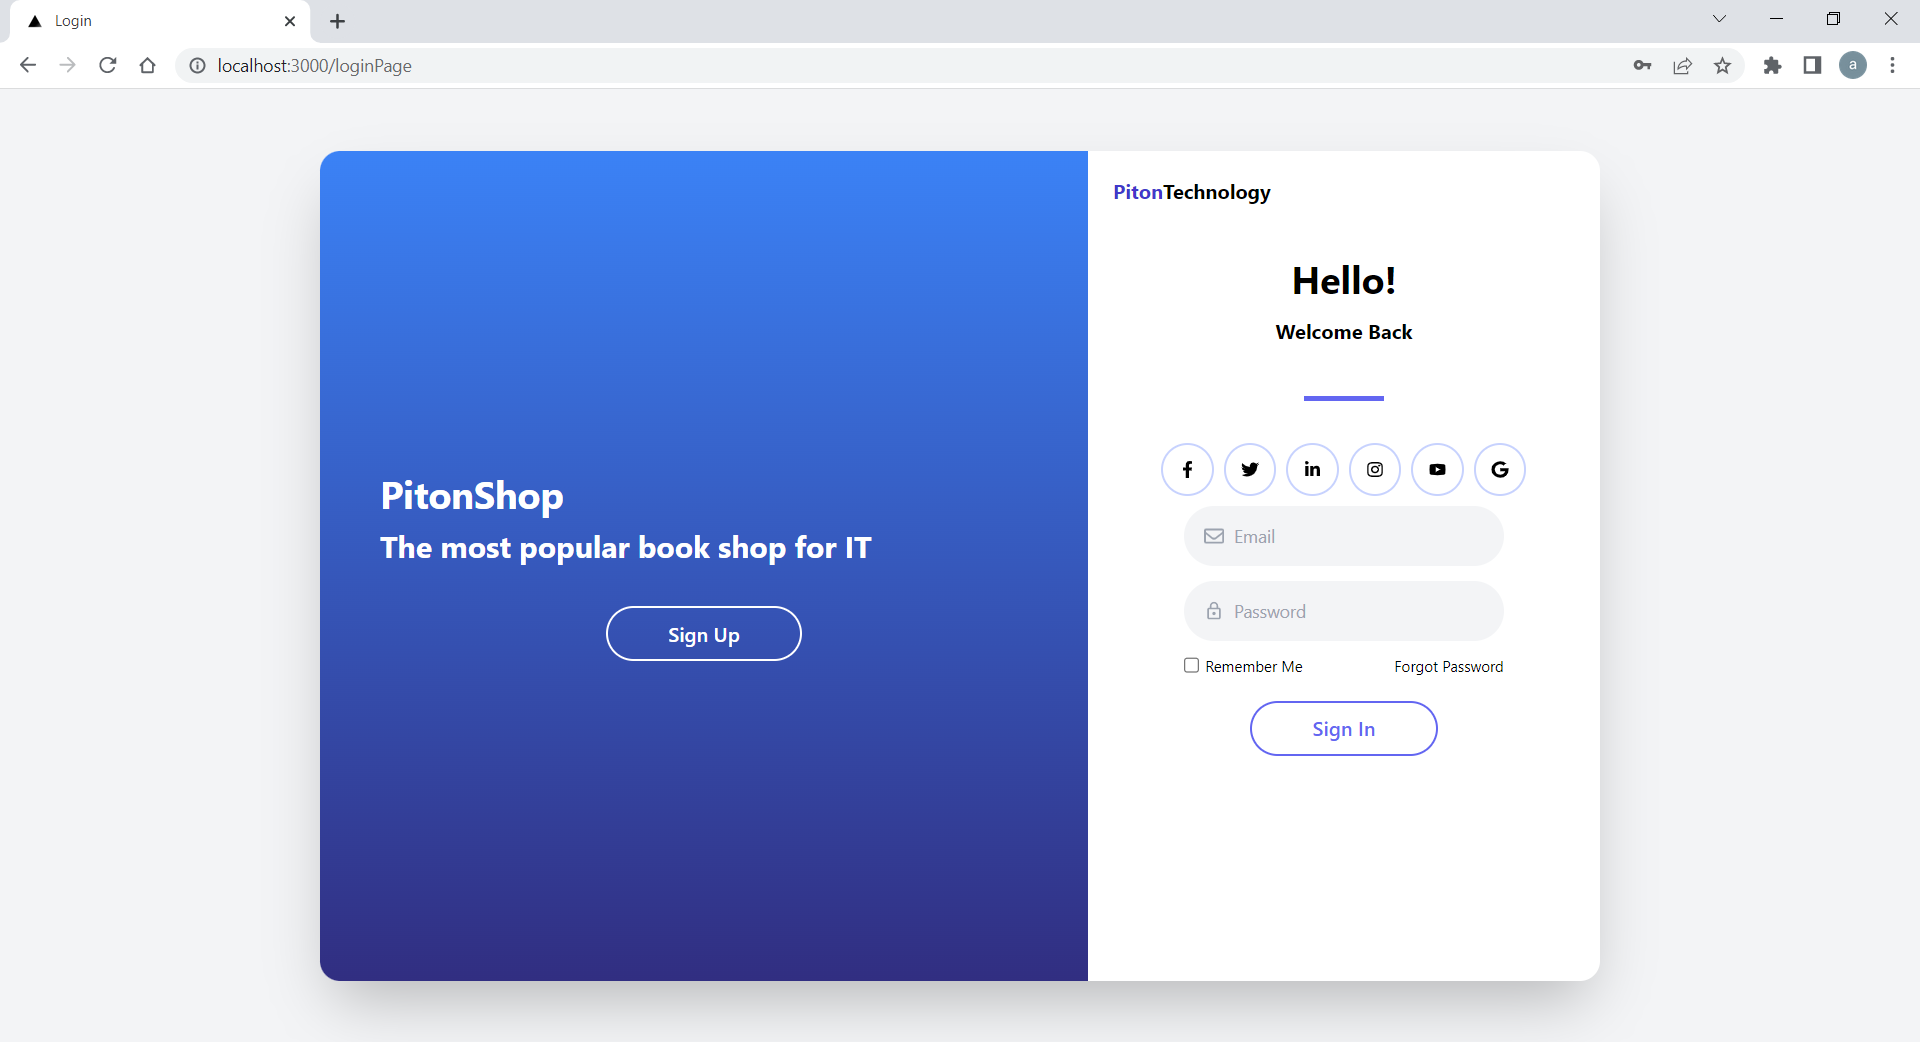 Login
localhost:3000/loginPage
a
PitonTechnology
Hello!
Welcome Back
PitonShop
The most popular book shop for IT
Sign Up
Email
Password
Remember Me
Forgot Password
Sign In